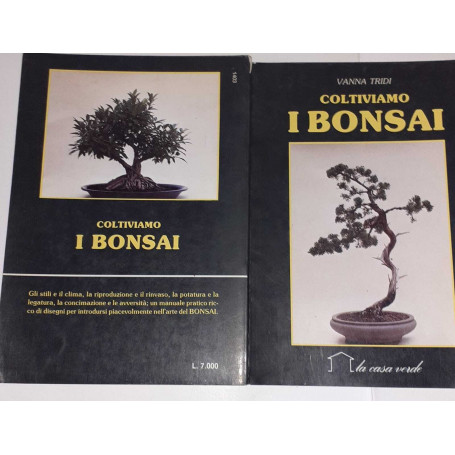 1403
COLTIVIAMO
I BONSAI
Gli stili e il clima, la riproduzione e il rinvaso, la potatura e la
legatura, la concimazione e le avversità; un manuale pratico ric-
co di disegni per introdursi piacevolmente nell'arte del BONSAI.
L. 7.000
VANNA TRIDI
COLTIVIAMO
I BONSAI
la casa verde